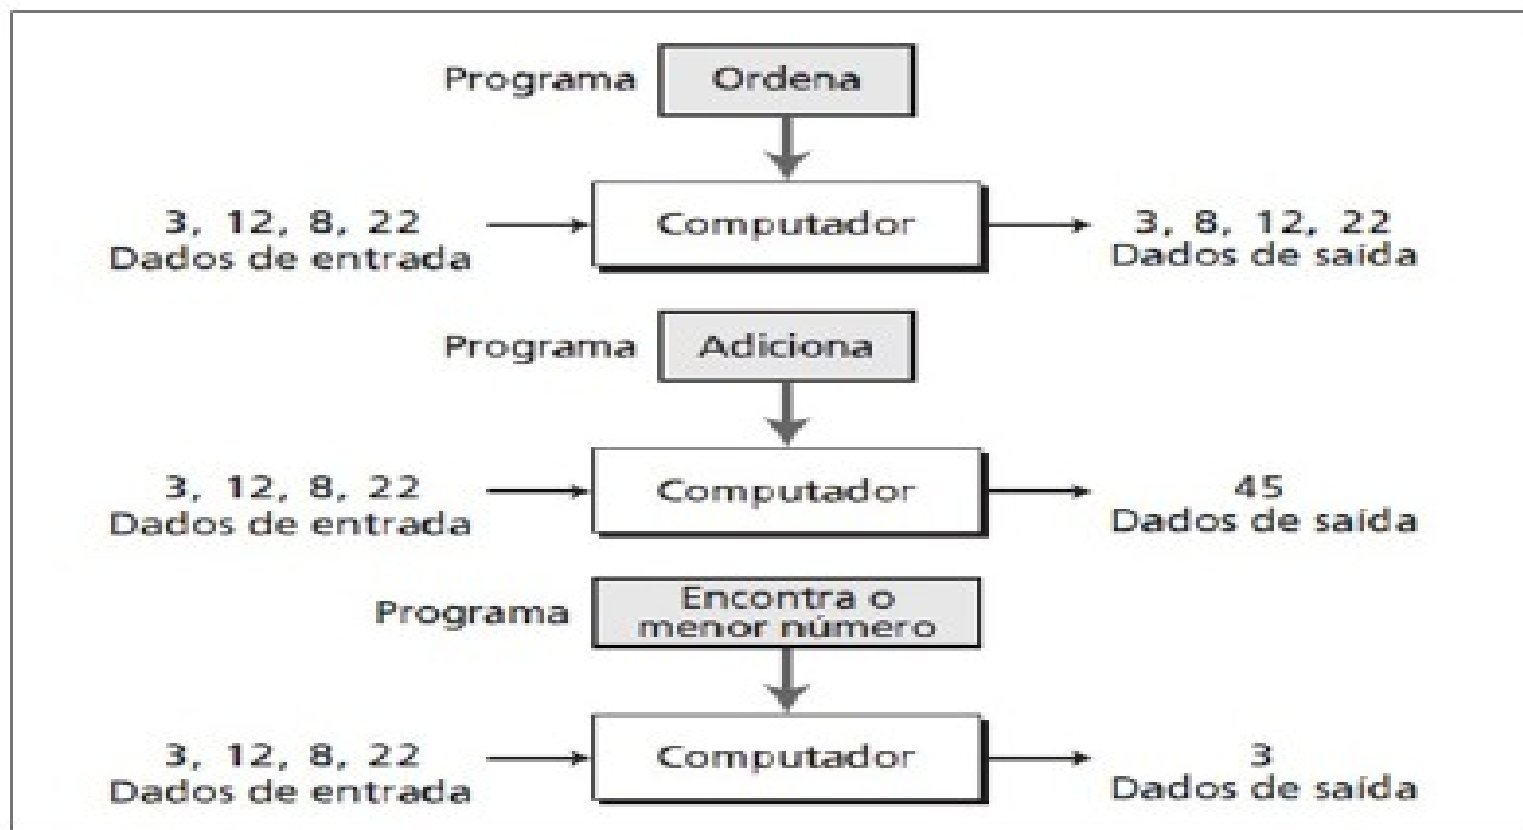 Programa
Ordena
3, 12, 8, 22
Dados de entrada
Computador
3, 8, 12, 22
Dados de saída
Programa
Adiciona
3, 12, 8, 22
Dados de entrada
Computador
45
Dados de saída
Programa
Encontra o
menor número
3, 12, 8, 22
Dados de entrada
Computador
3
Dados de saída